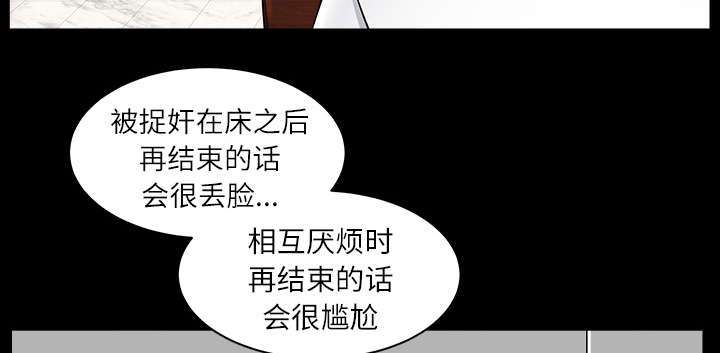 被捉奸在床之后
再结束的话
会很丢脸...
相互厌烦时
再结束的话
会很尴尬